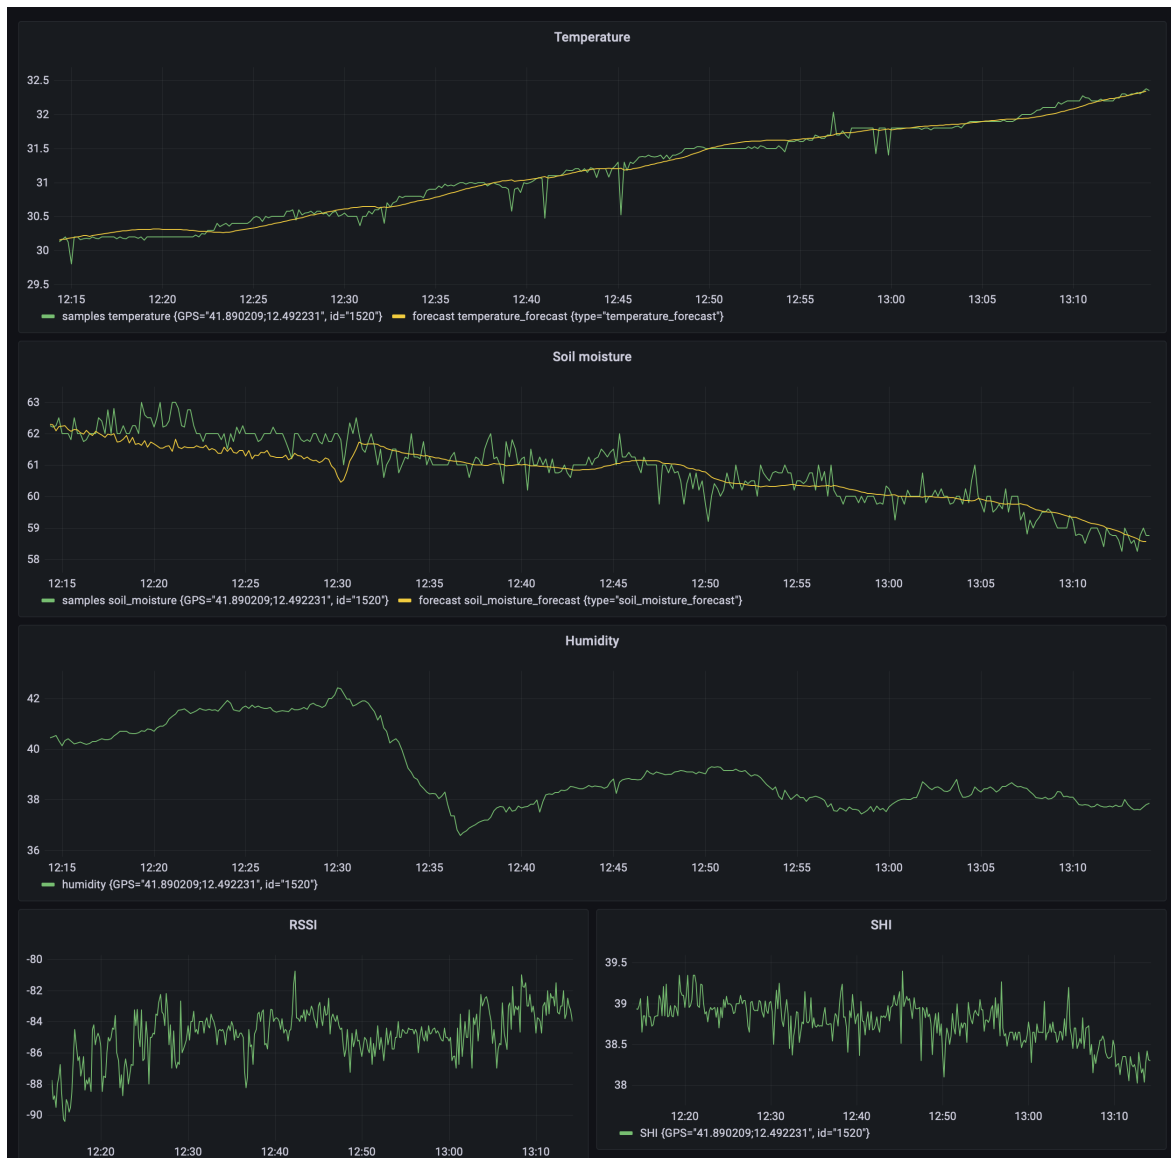 Temperature
32.5
32
31.5
31
30.5
30
29.5
12:15 12:20 12:25 12:30 12:35 12:40 12:45 12:50 12:55 13:00 13:05 13:10
samples temperature {GPS="41.890209;12.492231", id="1520"} forecast temperature_forecast {type="temperature_forecast"}
Soil moisture
63
62
61
60
59
58
12:15 12:20 12:25 12:30 12:35 12:40 12:45 12:50 12:55 13:00 13:05 13:10
samples soil_moisture {GPS="41.890209;12.492231", id="1520"} forecast soil_moisture_forecast {type="soil_moisture_forecast"}
Humidity
42
40
38
36
12:15 12:20 12:25 12:30 12:35 12:40 12:45 12:50 12:55 13:00 13:05 13:10
humidity {GPS="41.890209;12.492231", id="1520"}
RSSI
-80
-82
-84
-86
-88
-90
12:20 12:30 12:40 12:50 13:00 13:10
SHI
39.5
39
38.5
38
12:20 12:30 12:40 12:50 13:00 13:10
SHI {GPS="41.890209;12.492231", id="1520"}